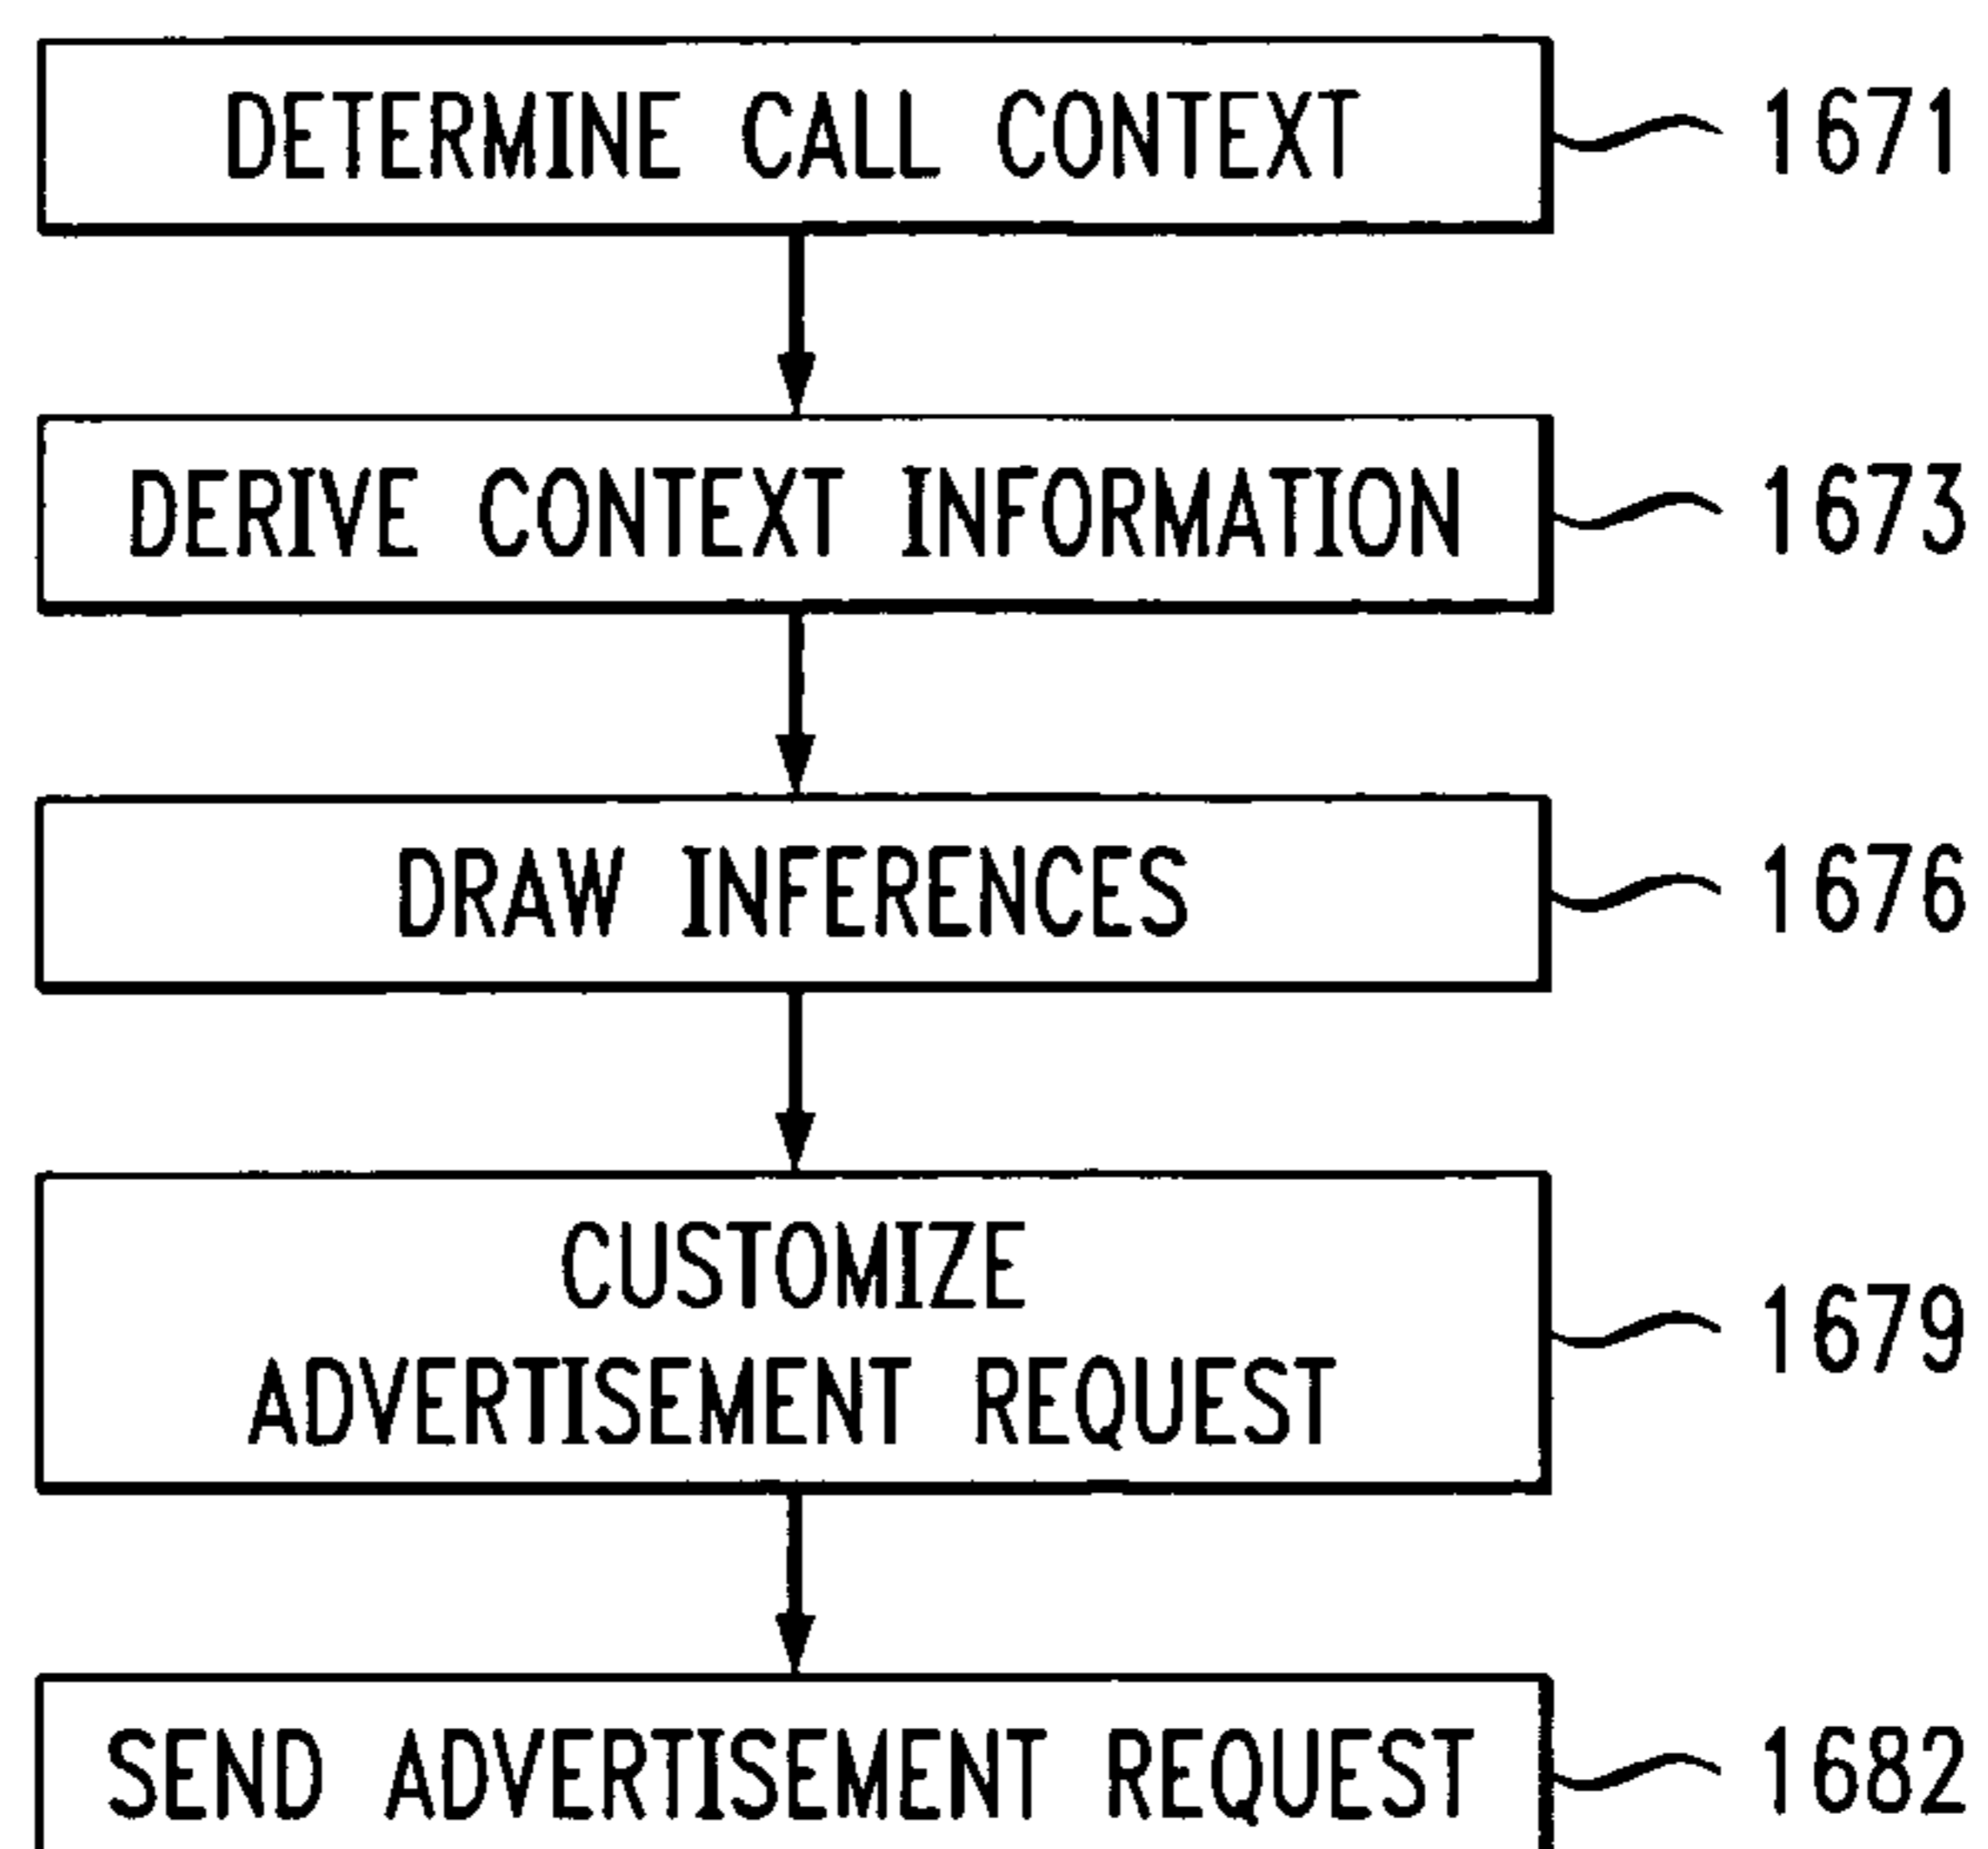 DETERMINE CALL CONTEXT 1671
DERIVE CONTEXT INFORMATION 1673
DRAW INFERENCES 1676
CUSTOMIZE
ADVERTISEMENT REQUEST 1679
SEND ADVERTISEMENT REQUEST 1682